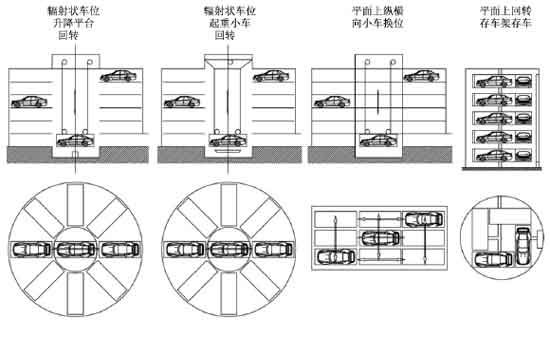 辐射状车位
升降平台
回转
辐射状车位
起重小车
回转
平面上纵横
向小车换位
平面上回转
存车架存车